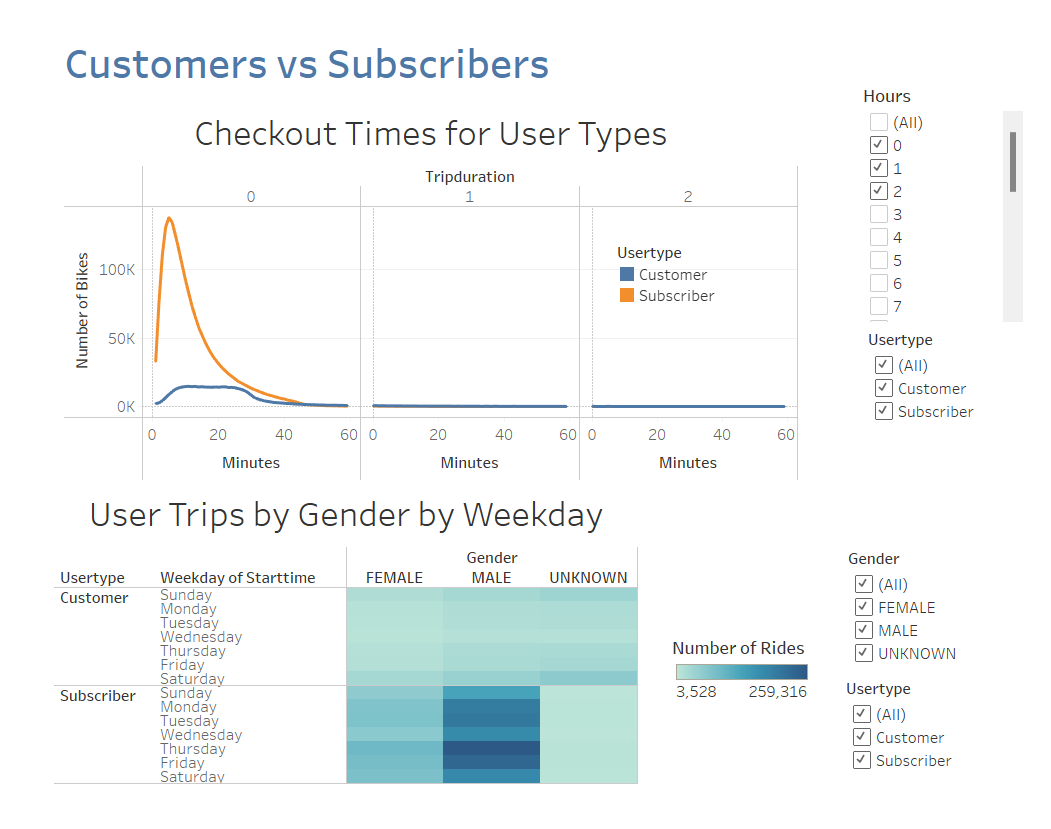 Customers vs Subscribers
Checkout Times for User Types
Tripduration
0 1 2
Number of Bikes
100K
50K
0K
Usertype
Customer
Subscriber
0 20 40 60 0 20 40 60 0 20 40 60
Minutes Minutes Minutes
Hours
(All)
0
1
2
3
4
5
6
7
Usertype
(All)
Customer
Subscriber
User Trips by Gender by Weekday
Gender
Usertype Weekday of Starttime FEMALE MALE UNKNOWN
Customer Sunday
Monday
Tuesday
Wednesday
Thursday
Friday
Saturday
Subscriber Sunday
Monday
Tuesday
Wednesday
Thursday
Friday
Saturday
Number of Rides
3,528 259,316
Gender
(All)
FEMALE
MALE
UNKNOWN
Usertype
(All)
Customer
Subscriber